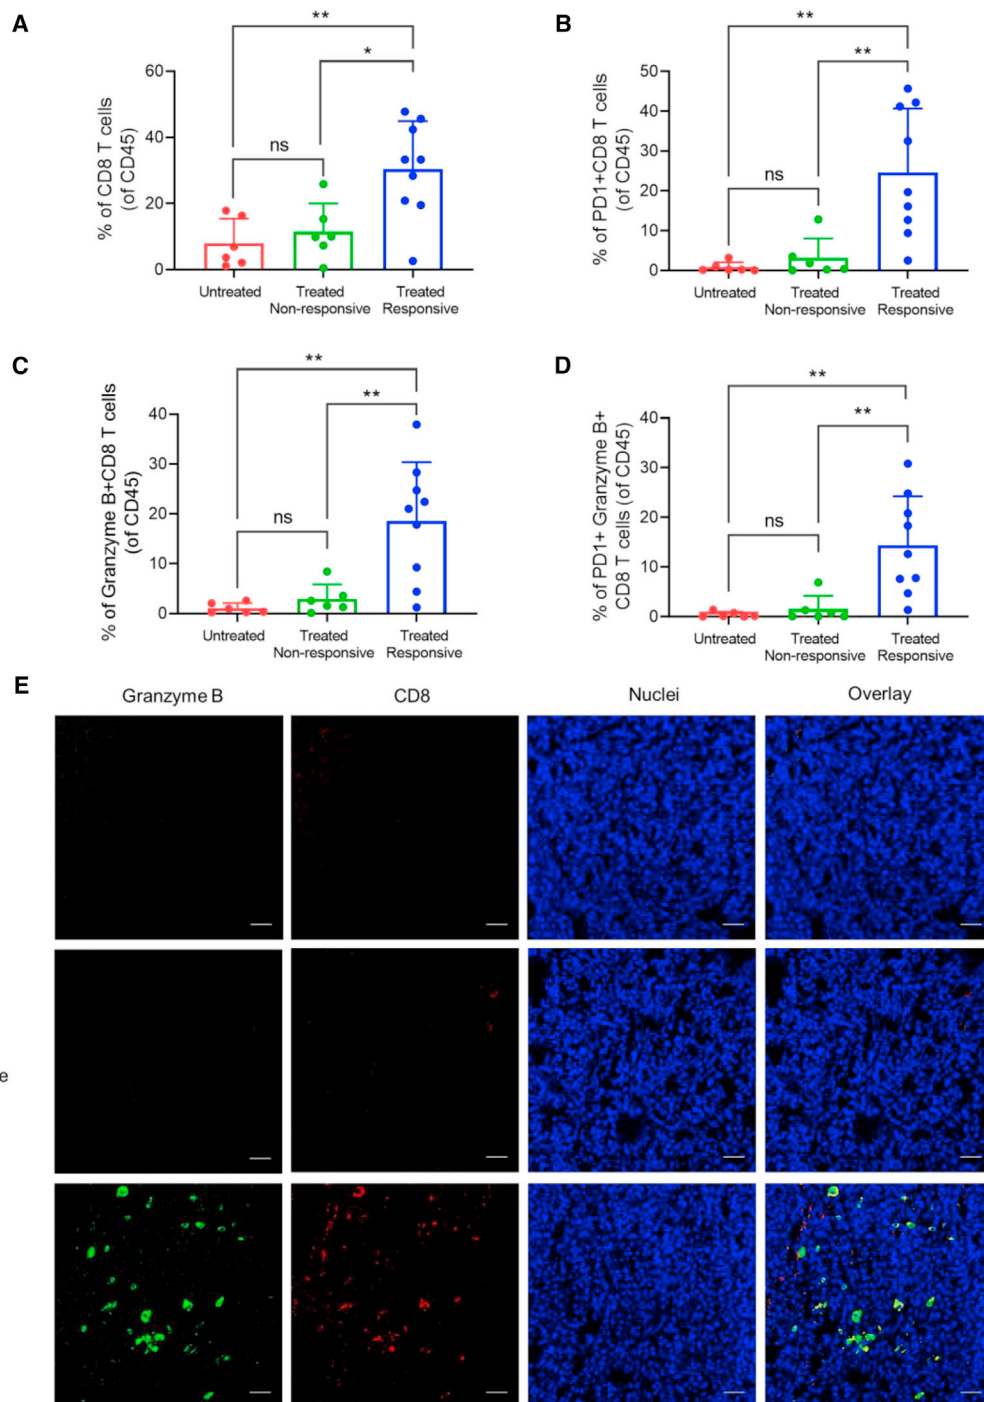 A
**
*
ns
% of CD8 T cells
(of CD45)
60
40
20
0
Untreated
Treated
Non-responsive
Treated
Responsive
B
**
**
ns
% of PD1+CD8 T cells
(of CD45)
50
40
30
20
10
0
Untreated
Treated
Non-responsive
Treated
Responsive
C
**
**
ns
% of Granzyme B+CD8 T cells
(of CD45)
40
30
20
10
0
Untreated
Treated
Non-responsive
Treated
Responsive
D
**
**
ns
% of PD1+ Granzyme B+
CD8 T cells (of CD45)
40
30
20
10
0
Untreated
Treated
Non-responsive
Treated
Responsive
E
Granzyme B CD8 Nuclei Overlay
e